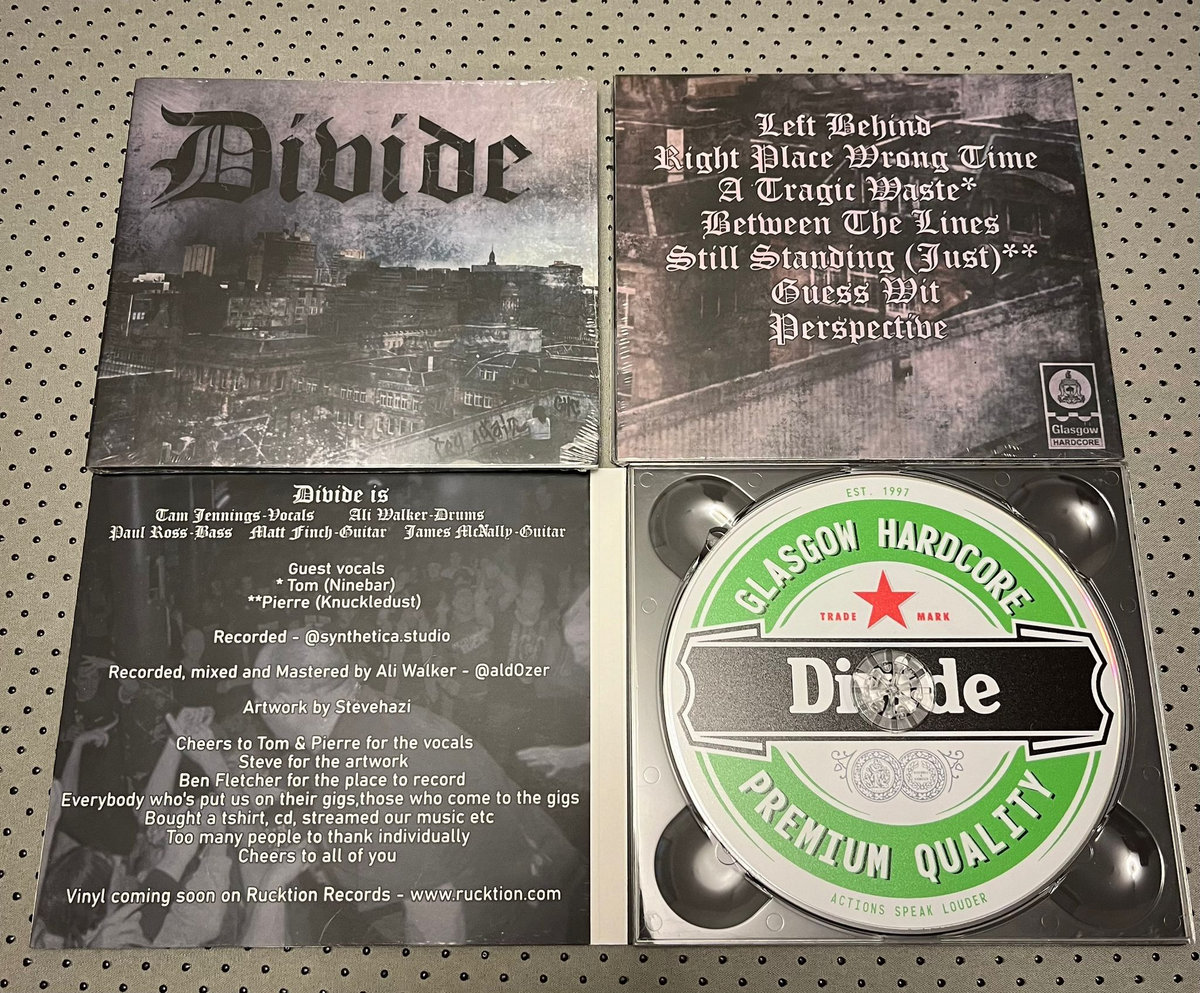 Divide
Left Behind
Right Place Wrong Time
A Tragic Waste*
Between The Lines
Still Standing (Just)**
Guess Wit
Perspective
Glasgow
HARDCORE
Divide is
Tam Jennings-Vocals Ali Walker-Drums
Paul Ross-Bass Matt Finch-Guitar James McNally-Guitar
Guest vocals
* Tom (Ninebar)
**Pierre (Knuckledust)
Recorded - @synthetica.studio
Recorded, mixed and Mastered by Ali Walker - @ald0zer
Artwork by Stevehazi
Cheers to Tom & Pierre for the vocals
Steve for the artwork
Ben Fletcher for the place to record
Everybody who's put us on their gigs,those who come to the gigs
Bought a tshirt, cd, streamed our music etc
Too many people to thank individually
Cheers to all of you
Vinyl coming soon on Rucktion Records - www.rucktion.com
EST. 1997
GLASGOW HARDCORE
TRADE MARK
Divide
PREMIUM QUALITY
ACTIONS SPEAK LOUDER